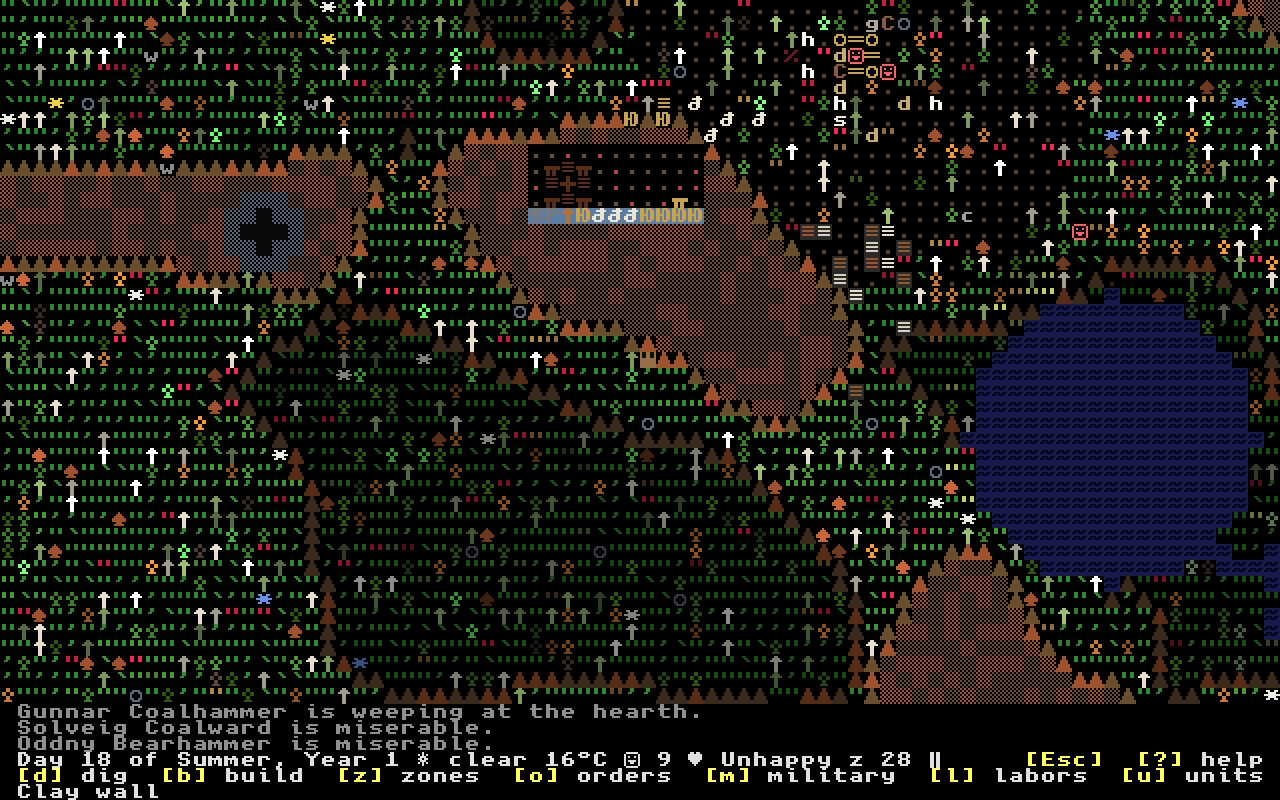 Gunnar Coalhammer is weeping at the hearth.
Solveig Coalward is miserable.
Oddny Bearhammer is miserable.
Day 18 of Summer, Year 1 * clear 16°C ☺ 9 ♥ Unhappy z 28 ‖ [Esc] [?] help
[d] dig [b] build [z] zones [o] orders [m] military [l] labors [u] units
Clay wall